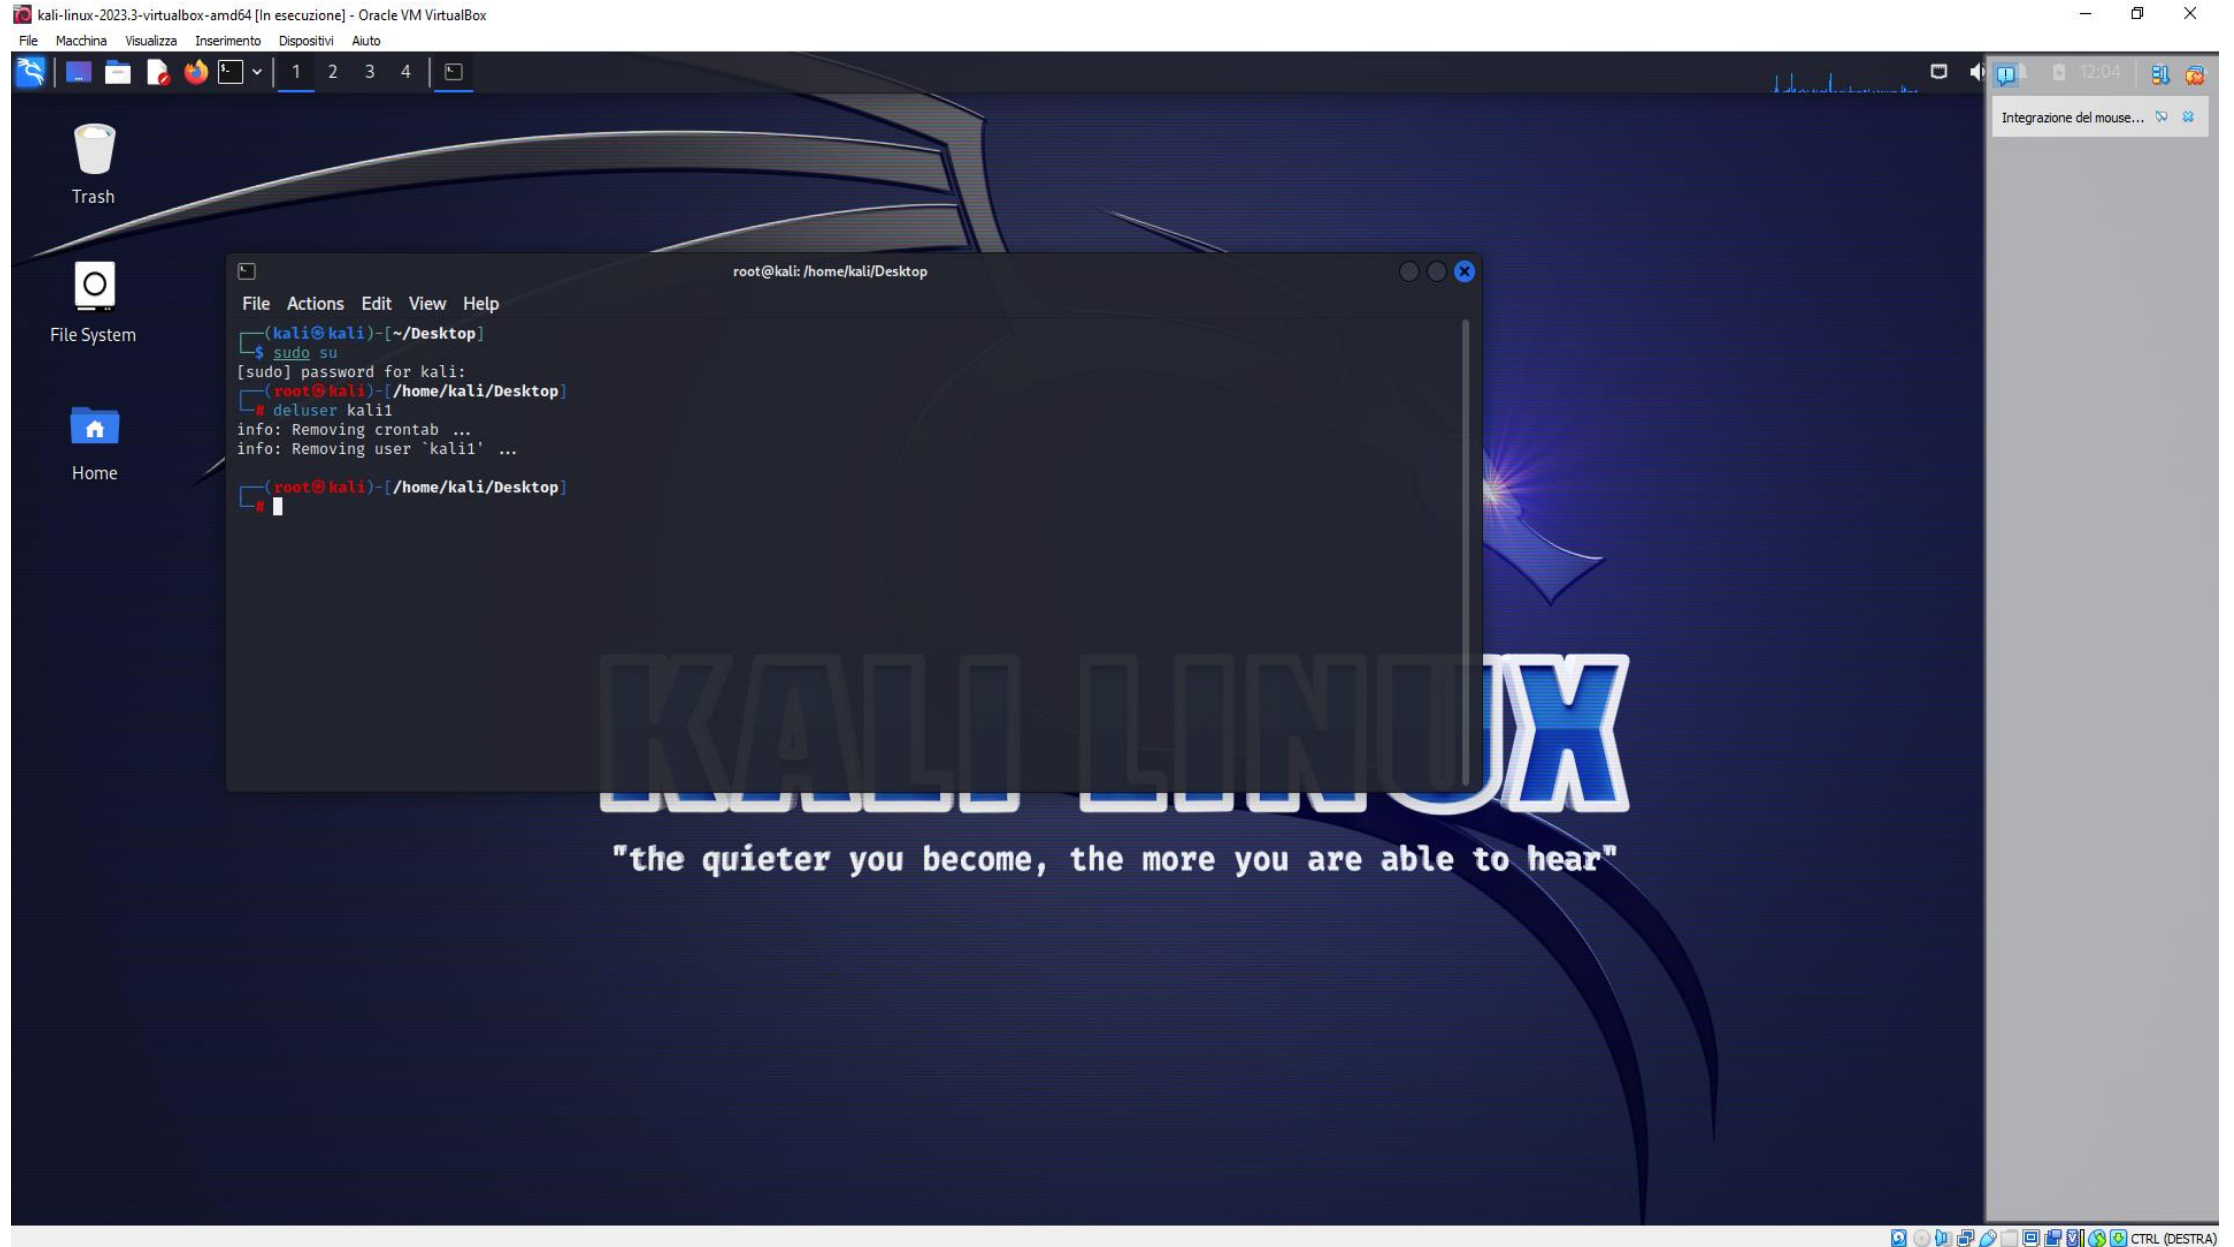 kali-linux-2023.3-virtualbox-amd64 [In esecuzione] - Oracle VM VirtualBox
File Macchina Visualizza Inserimento Dispositivi Aiuto
1 2 3 4
12:04
Integrazione del mouse...
Trash
File System
Home
root@kali: /home/kali/Desktop
File Actions Edit View Help
┌──(kali㉿kali)-[~/Desktop]
└─$ sudo su
[sudo] password for kali:
┌──(root㉿kali)-[/home/kali/Desktop]
└─# deluser kali1
info: Removing crontab ...
info: Removing user `kali1' ...
┌──(root㉿kali)-[/home/kali/Desktop]
└─#
KALI LINUX
"the quieter you become, the more you are able to hear"
CTRL (DESTRA)